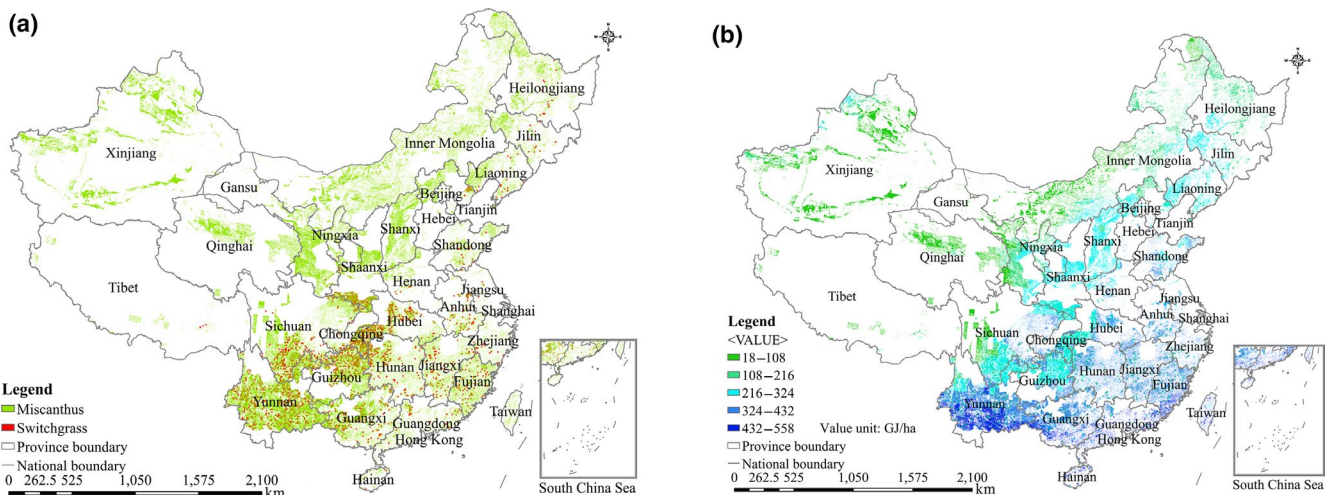 (a)
N
W
E
S
Heilongjiang
Jilin
Inner Mongolia
Xinjiang
Liaoning
Gansu
Beijing
Tianjin
Hebei
Shanxi
Ningxia
Qinghai
Shandong
Shaanxi
Henan
Tibet
Jiangsu
Anhui
Shanghai
Sichuan
Hubei
Chongqing
Zhejiang
Hunan
Jiangxi
Guizhou
Fujian
Yunnan
Guangxi
Taiwan
Guangdong
Hong Kong
Hainan
Legend
Miscanthus
Switchgrass
Province boundary
National boundary
0 262.5 525 1,050 1,575 2,100
km
South China Sea
(b)
N
W
E
S
Heilongjiang
Jilin
Inner Mongolia
Xinjiang
Liaoning
Gansu
Beijing
Tianjin
Hebei
Shanxi
Ningxia
Qinghai
Shandong
Shaanxi
Henan
Tibet
Jiangsu
Anhui
Shanghai
Sichuan
Hubei
Chongqing
Zhejiang
Hunan
Jiangxi
Guizhou
Fujian
Yunnan
Guangxi
Taiwan
Guangdong
Hong Kong
Hainan
Legend
<VALUE>
18–108
108–216
216–324
324–432
432–558 Value unit: GJ/ha
Province boundary
National boundary
0 262.5 525 1,050 1,575 2,100
km
South China Sea